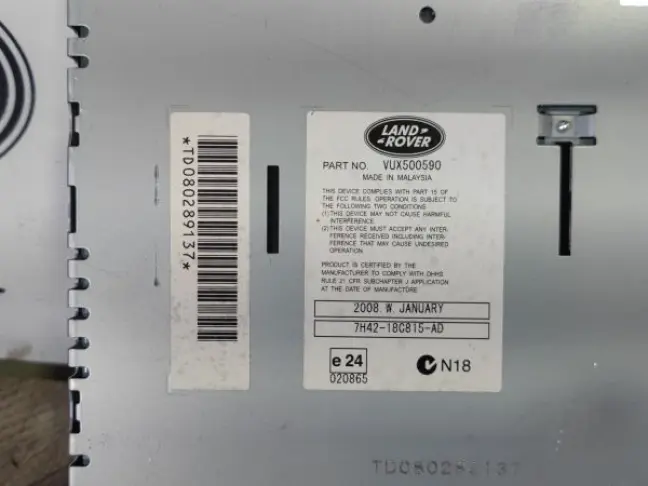 *TD080289137*
LAND-
-ROVER
PART NO. VUX500590
MADE IN MALAYSIA
THIS DEVICE COMPLIES WITH PART 15 OF
THE FCC RULES. OPERATION IS SUBJECT TO
THE FOLLOWING TWO CONDITIONS
(1)THIS DEVICE MAY NOT CAUSE HARMFUL
INTERFERENCE.
(2)THIS DEVICE MUST ACCEPT ANY INTER-
FERENCE RECEIVED INCLUDING INTER-
FERENCE THAT MAY CAUSE UNDESIRED
OPERATION.
PRODUCT IS CERTIFIED BY THE
MANUFACTURER TO COMPLY WITH DHHS
RULE 21 CFR SUBCHAPTER J APPLICATION
AT THE DATE OF MANUFACTURE
2008. W. JANUARY
7H42-18C815-AD
e 24
020865
N18
TD080289137